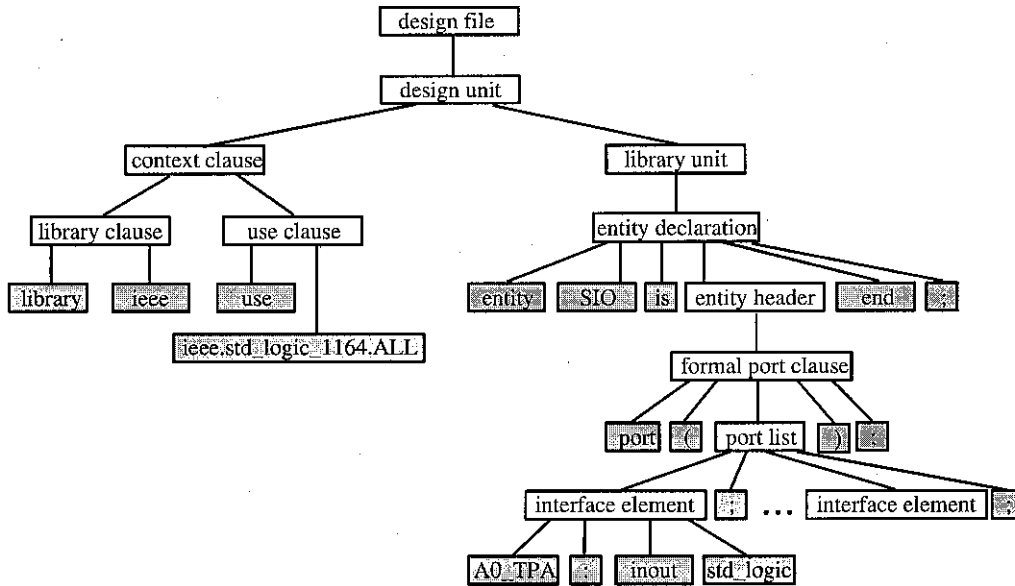 design file
design unit
context clause library unit
library clause use clause entity declaration
library ieee use entity SIO is entity header end ;
ieee.std_logic_1164.ALL
formal port clause
port ( port list ) ;
interface element ; ... interface element ;
A0_TPA : inout std_logic